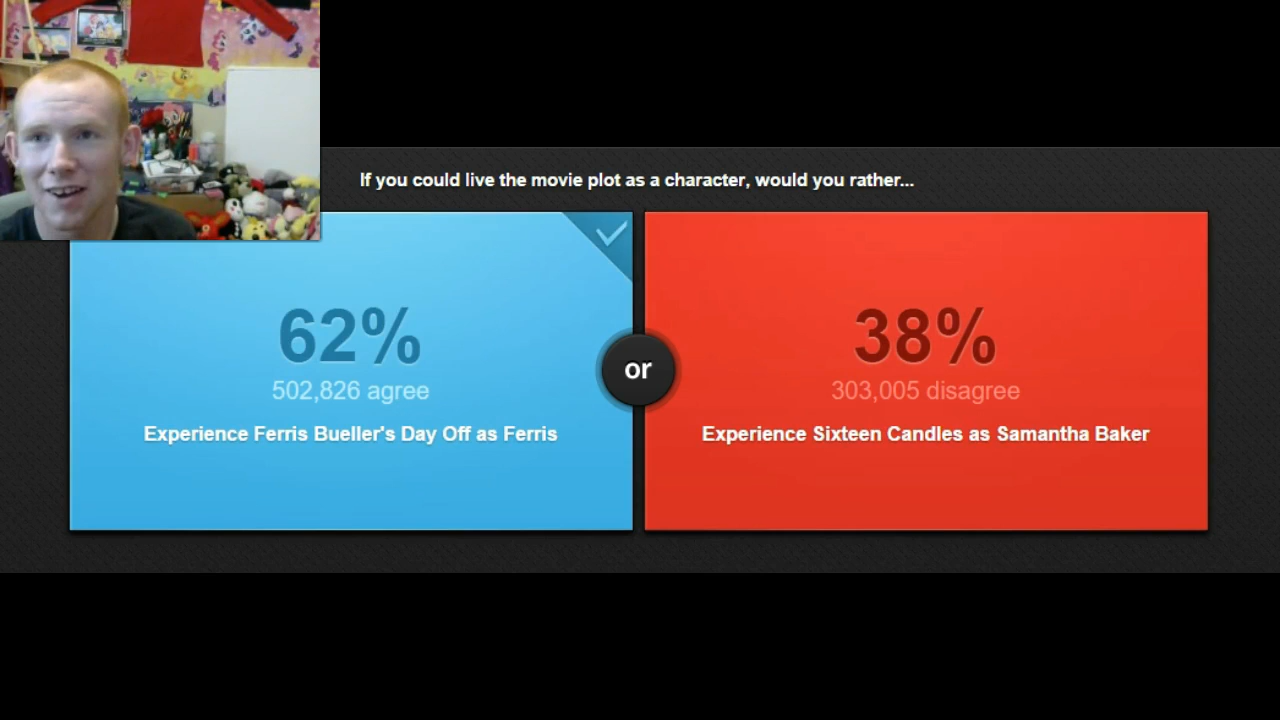 If you could live the movie plot as a character, would you rather...
62%
502,826 agree
Experience Ferris Bueller's Day Off as Ferris
or
38%
303,005 disagree
Experience Sixteen Candles as Samantha Baker